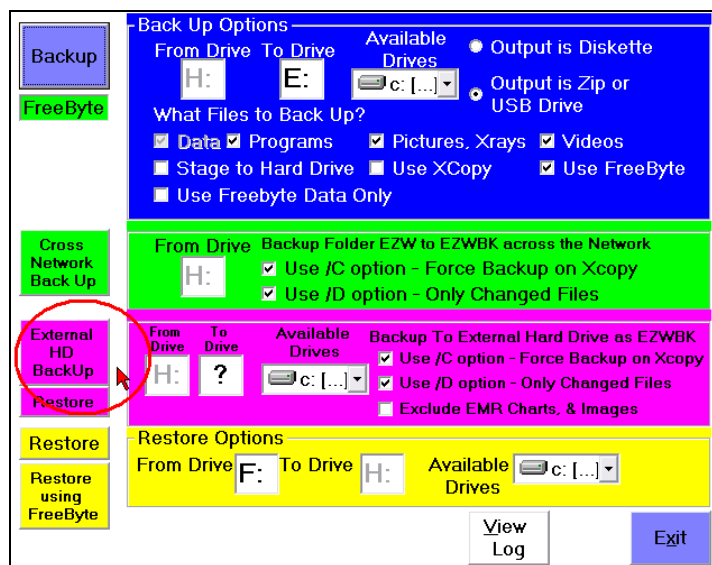 Back Up Options
Backup
FreeByte
From Drive To Drive
H: E:
Available
Drives
c: [...]
Output is Diskette
Output is Zip or
USB Drive
What Files to Back Up?
Data Programs Pictures, Xrays Videos
Stage to Hard Drive Use XCopy Use FreeByte
Use Freebyte Data Only
Cross
Network
Back Up
From Drive
H:
Backup Folder EZW to EZWBK across the Network
Use /C option - Force Backup on Xcopy
Use /D option - Only Changed Files
External
HD
BackUp
Restore
From
Drive
H:
To
Drive
?
Available
Drives
c: [...]
Backup To External Hard Drive as EZWBK
Use /C option - Force Backup on Xcopy
Use /D option - Only Changed Files
Exclude EMR Charts, & Images
Restore
Restore
using
FreeByte
Restore Options
From Drive F: To Drive H:
Available
Drives
c: [...]
View
Log
Exit